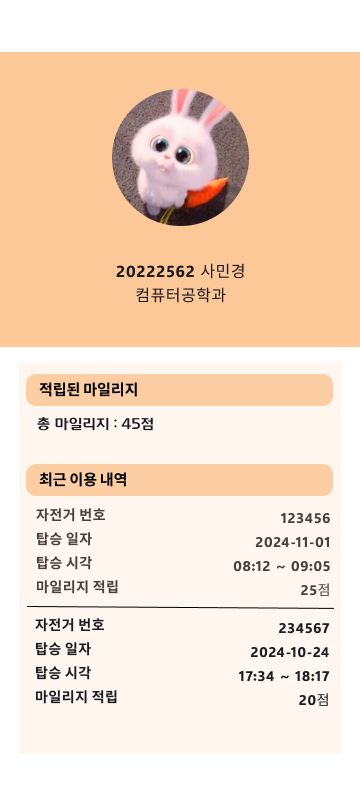 20222562 사민경
컴퓨터공학과
적립된 마일리지
총 마일리지 : 45점
최근 이용 내역
자전거 번호 123456
탑승 일자 2024-11-01
탑승 시각 08:12 ~ 09:05
마일리지 적립 25점
자전거 번호 234567
탑승 일자 2024-10-24
탑승 시각 17:34 ~ 18:17
마일리지 적립 20점